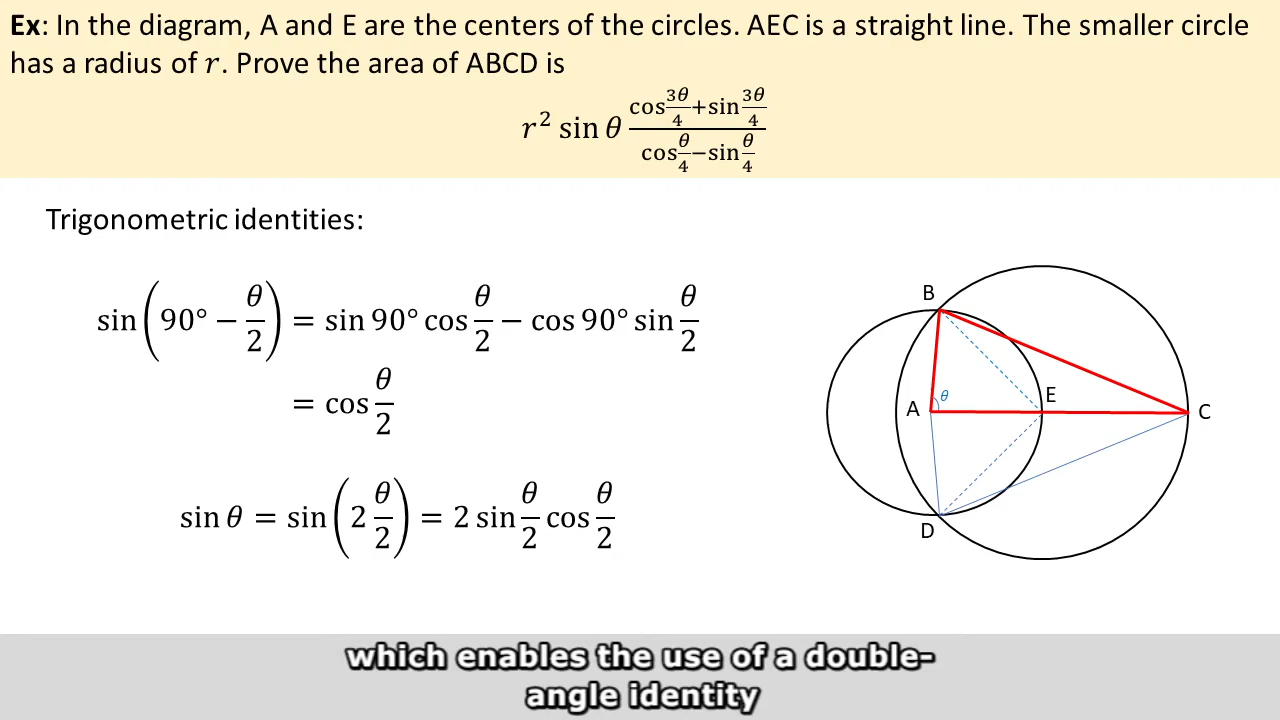 Ex: In the diagram, A and E are the centers of the circles. AEC is a straight line. The smaller circle
has a radius of 𝑟. Prove the area of ABCD is
𝑟² sin 𝜃 (cos 3𝜃/4 + sin 3𝜃/4)/(cos 𝜃/4 − sin 𝜃/4)
Trigonometric identities:
sin(90° − 𝜃/2) = sin 90° cos 𝜃/2 − cos 90° sin 𝜃/2
= cos 𝜃/2
sin 𝜃 = sin(2 𝜃/2) = 2 sin 𝜃/2 cos 𝜃/2
B
A
𝜃
E
C
D
which enables the use of a double-
angle identity